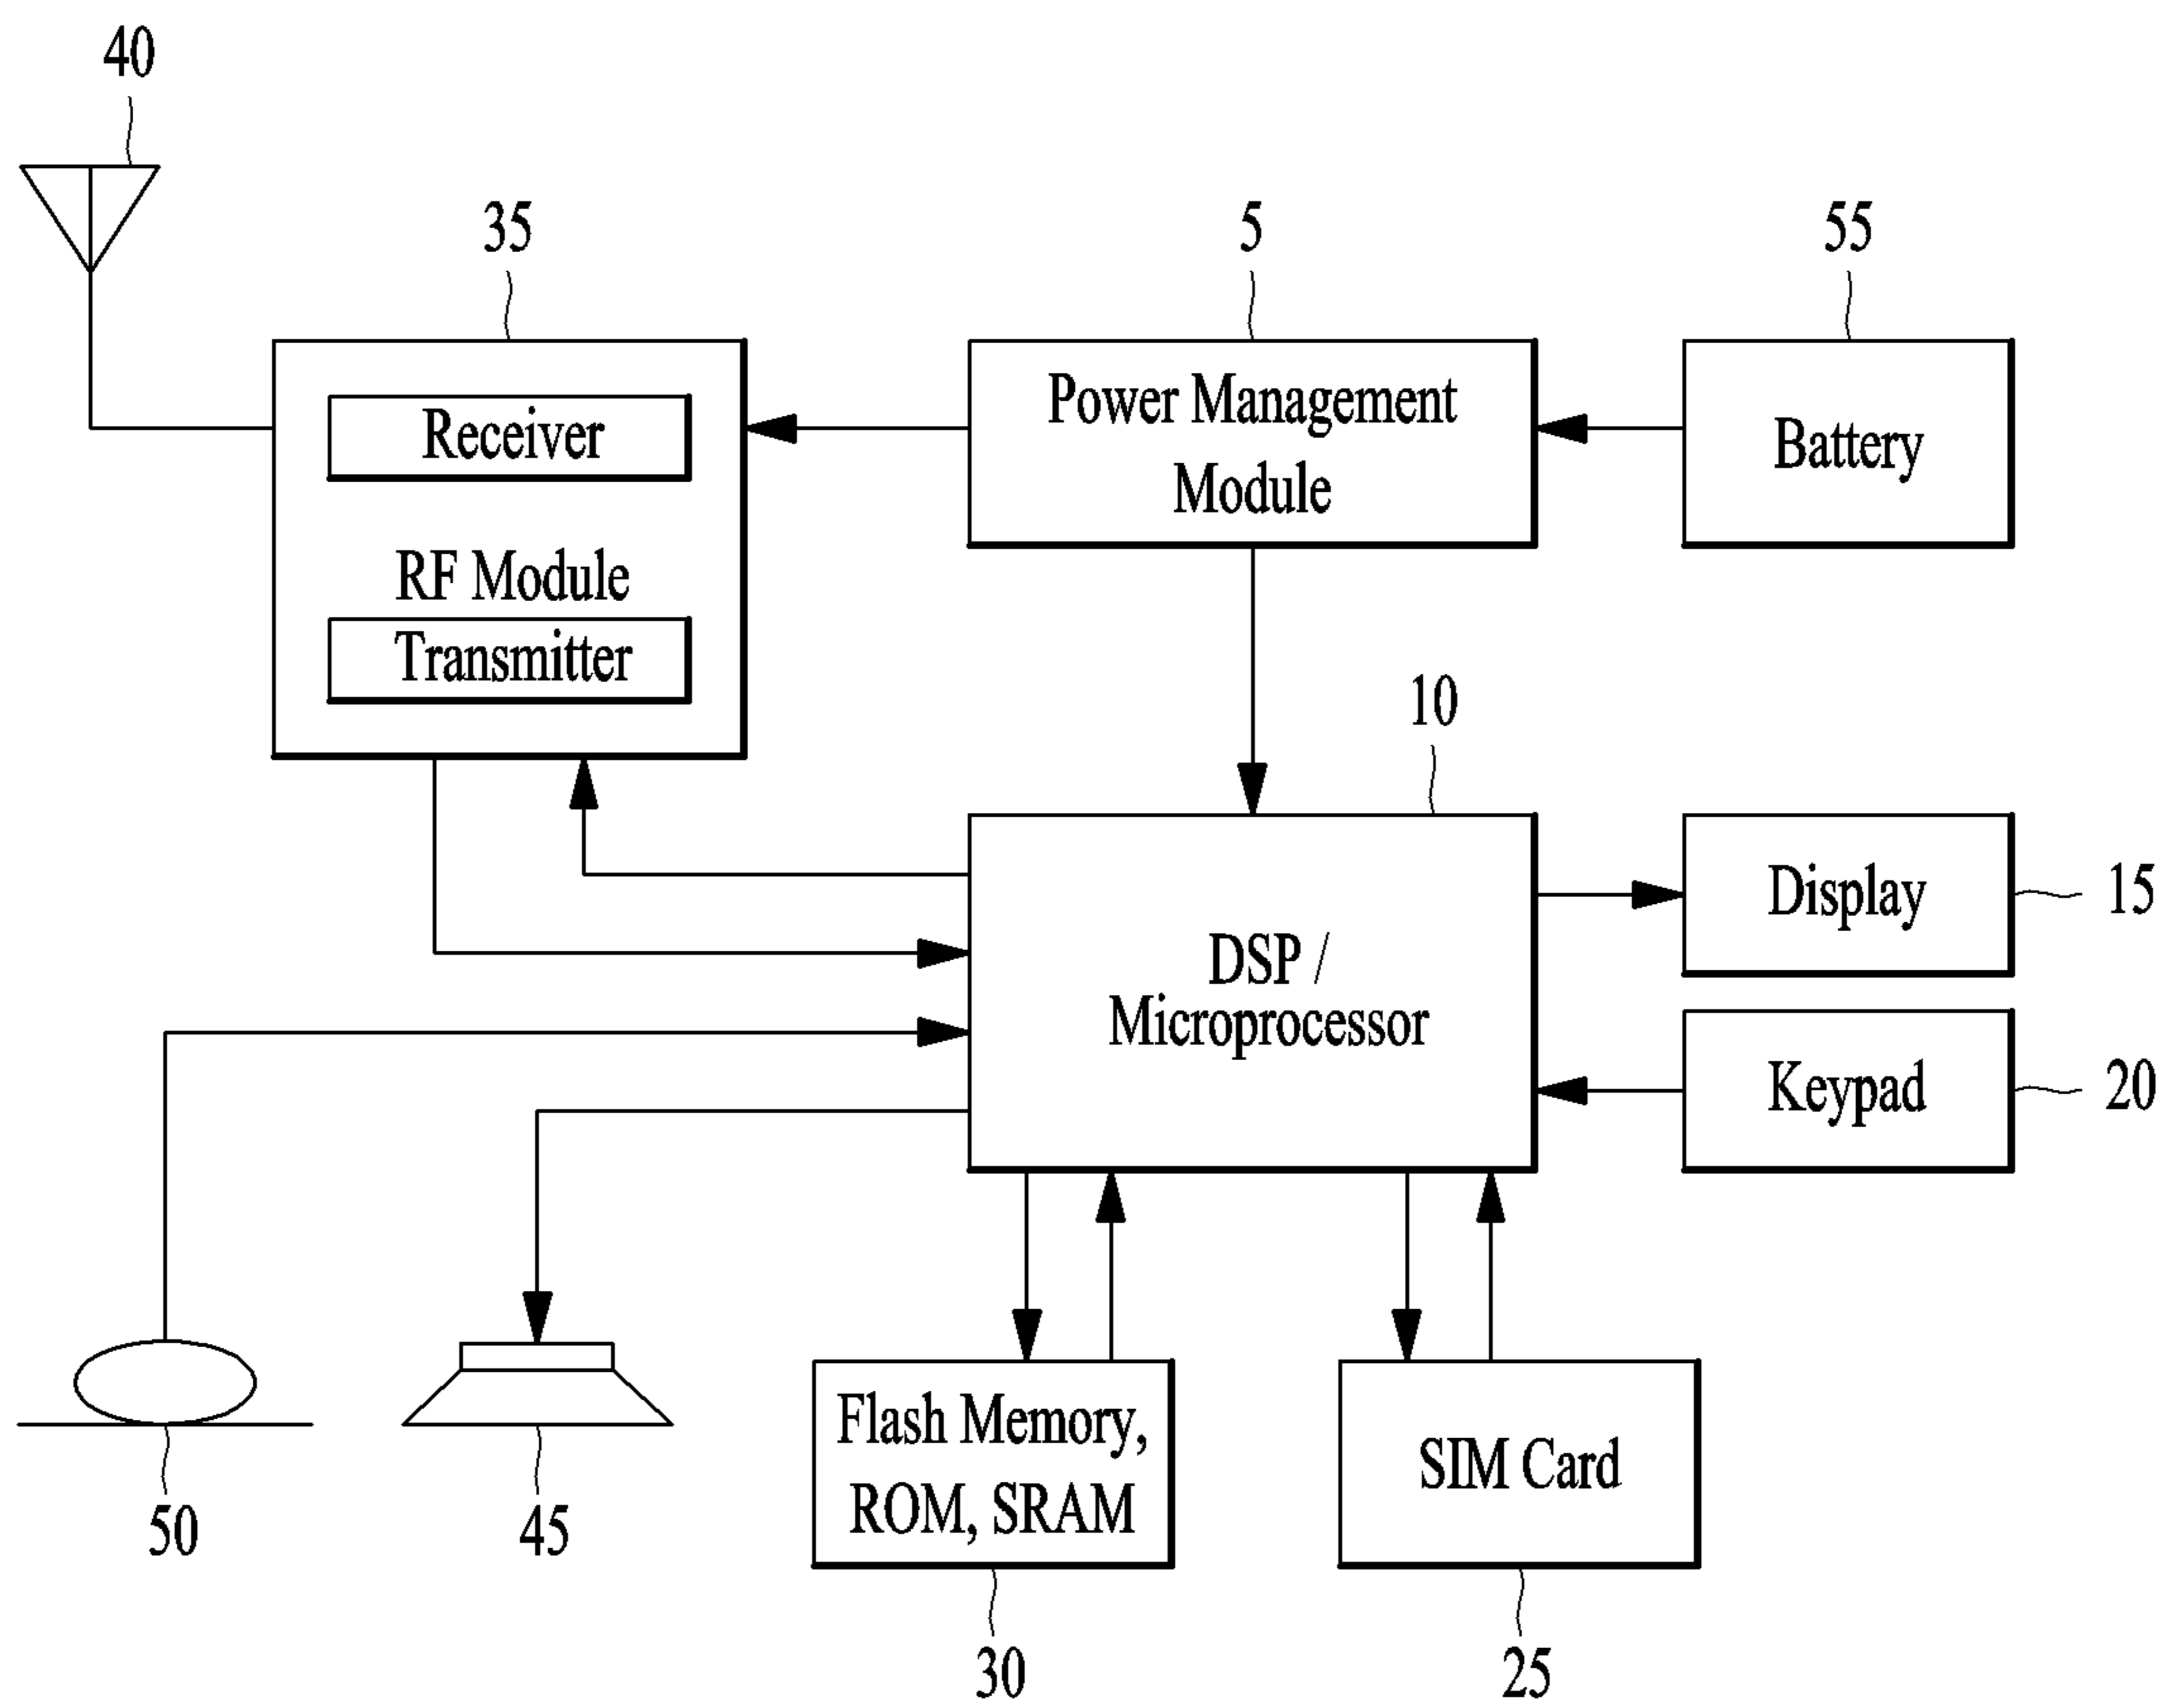 40
35
5
55
Receiver
RF Module
Transmitter
Power Management
Module
Battery
10
DSP /
Microprocessor
Display
15
Keypad
20
50
45
Flash Memory,
ROM, SRAM
30
SIM Card
25